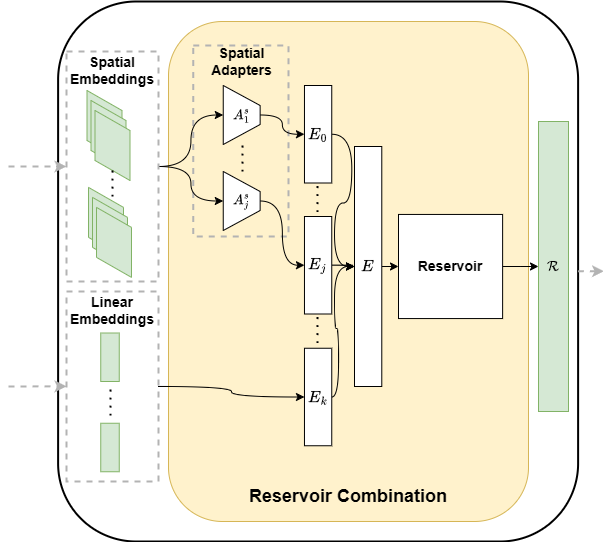 Spatial
Embeddings
Spatial
Adapters
$A_1^s$
$A_j^s$
$E_0$
$E_j$
$E$
Reservoir
$\mathcal{R}$
Linear
Embeddings
$E_k$
Reservoir Combination